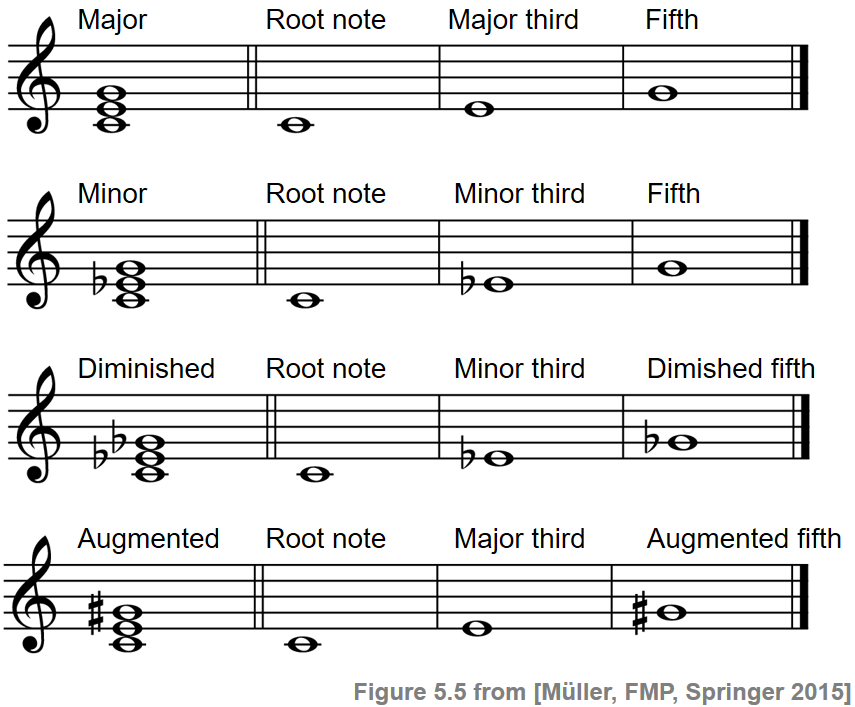 Major Root note Major third Fifth
Minor Root note Minor third Fifth
Diminished Root note Minor third Dimished fifth
Augmented Root note Major third Augmented fifth
Figure 5.5 from [Müller, FMP, Springer 2015]